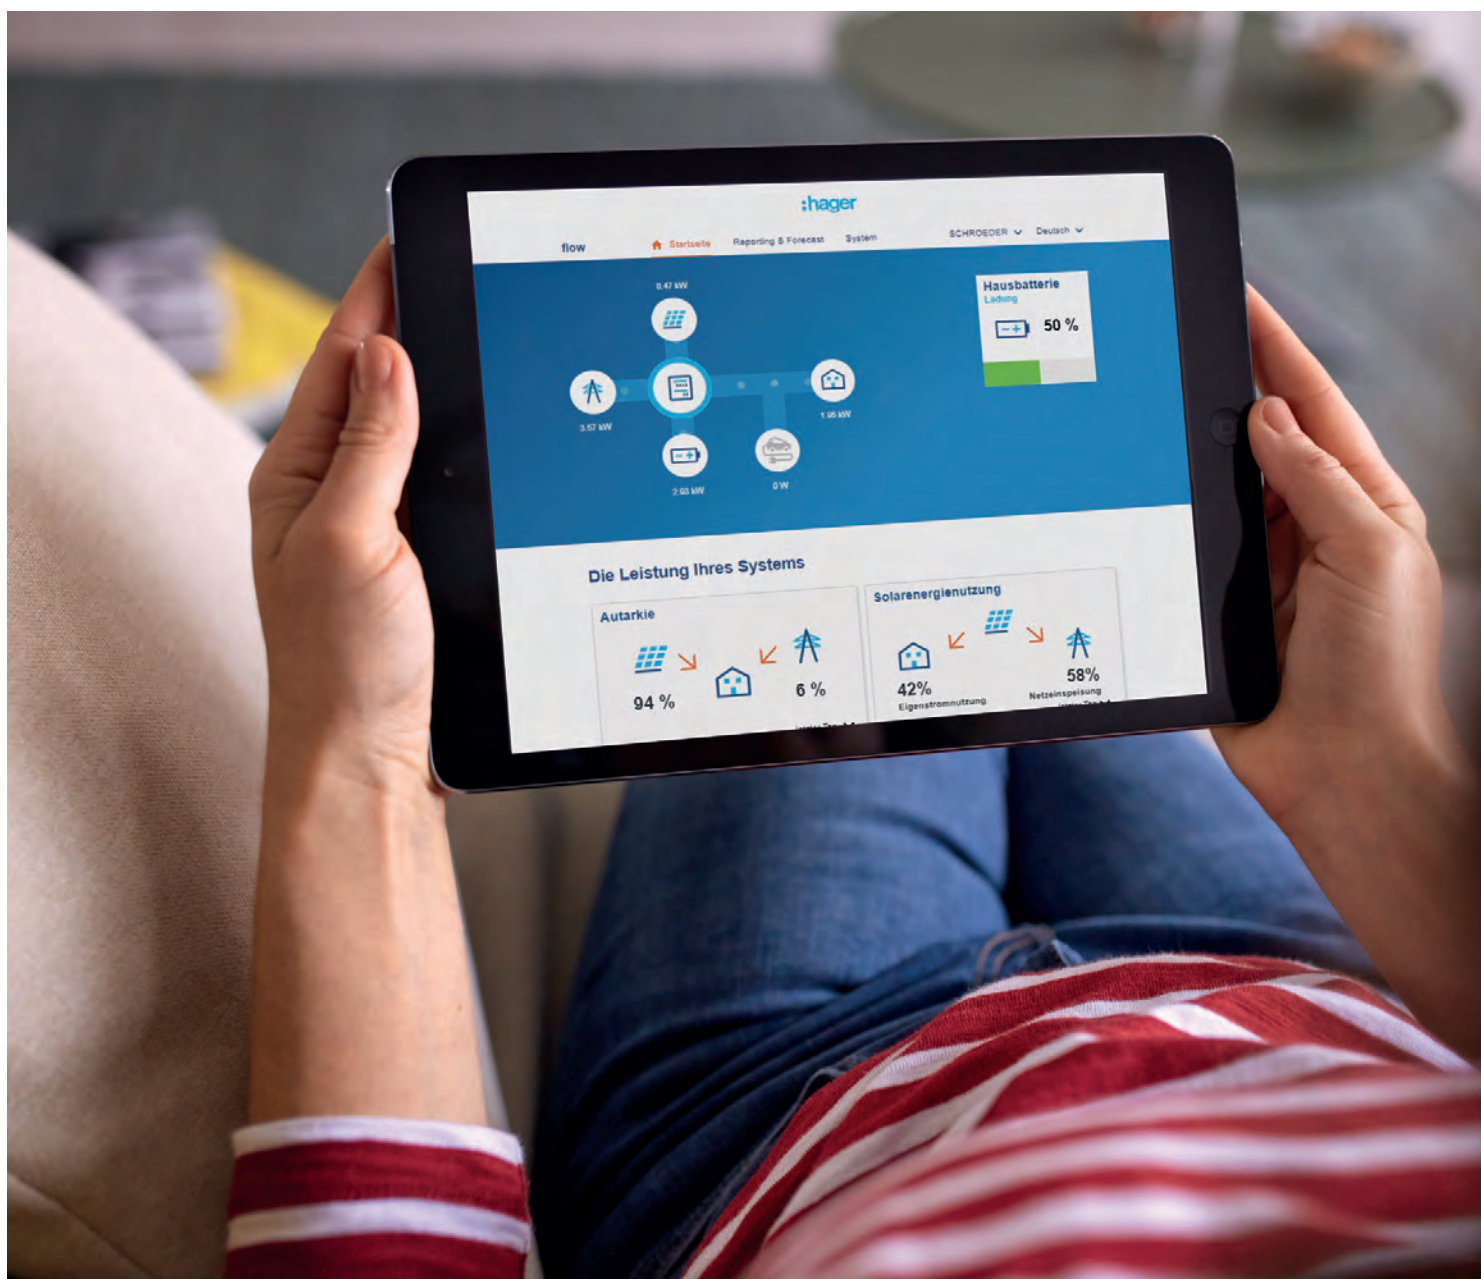 :hager
flow Startseite Reporting & Forecast System SCHROEDER Deutsch
8.47 kW
Hausbatterie
Ladung
50 %
3.57 kW
1.95 kW
2.93 kW
0 W
Die Leistung Ihres Systems
Autarkie
94 %
6 %
Solarenergienutzung
42%
Eigenstromnutzung
58%
Netzeinspeisung